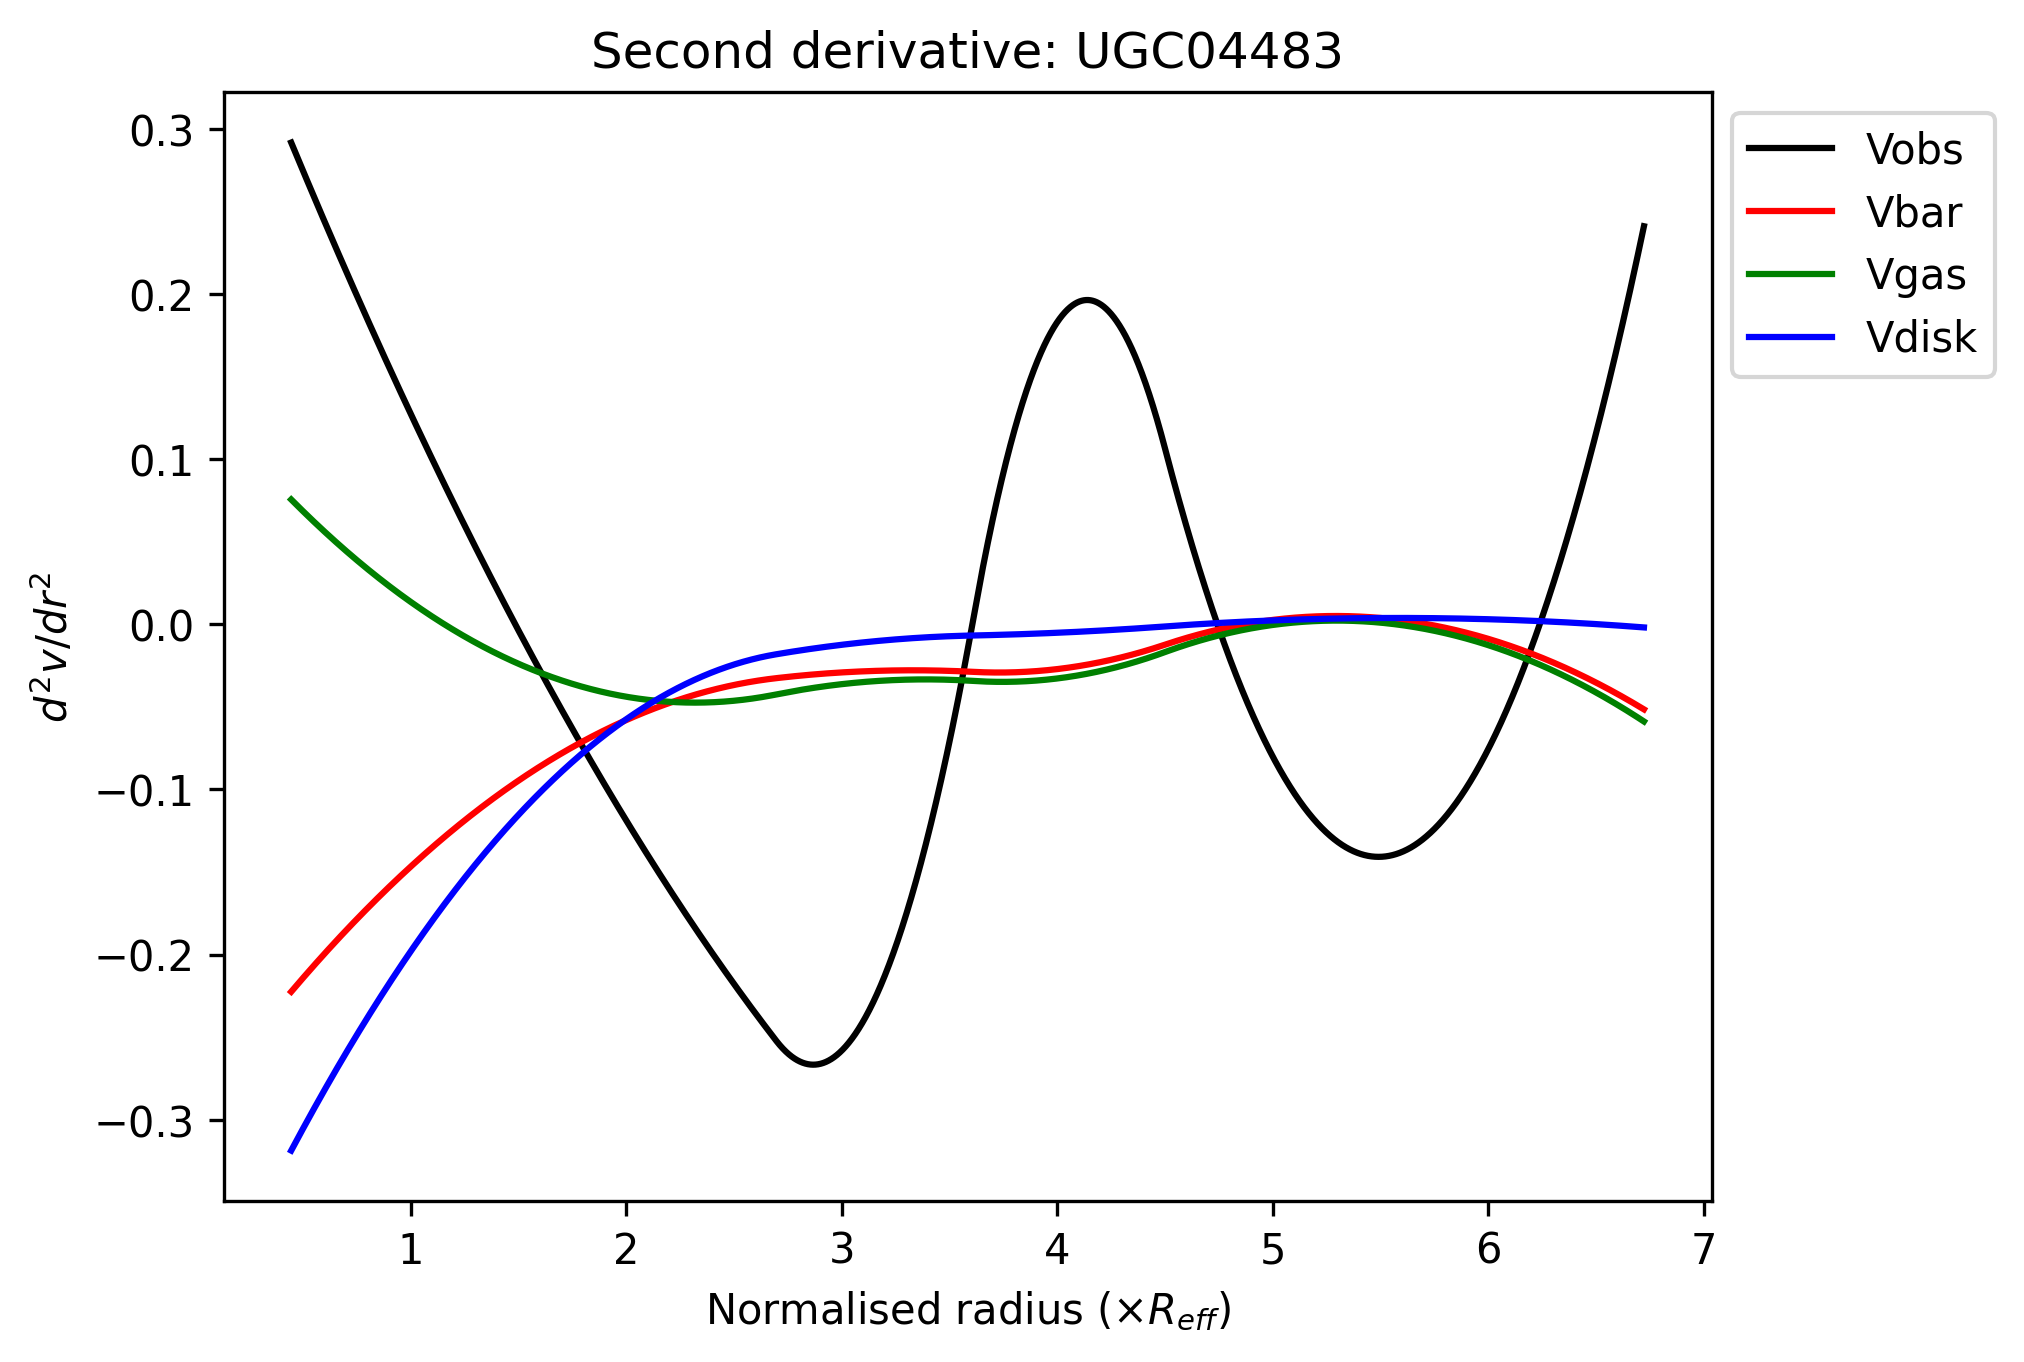 Second derivative: UGC04483
d²v/dr²
0.3
0.2
0.1
0.0
−0.1
−0.2
−0.3
1 2 3 4 5 6 7
Normalised radius (×R_eff)
Vobs
Vbar
Vgas
Vdisk